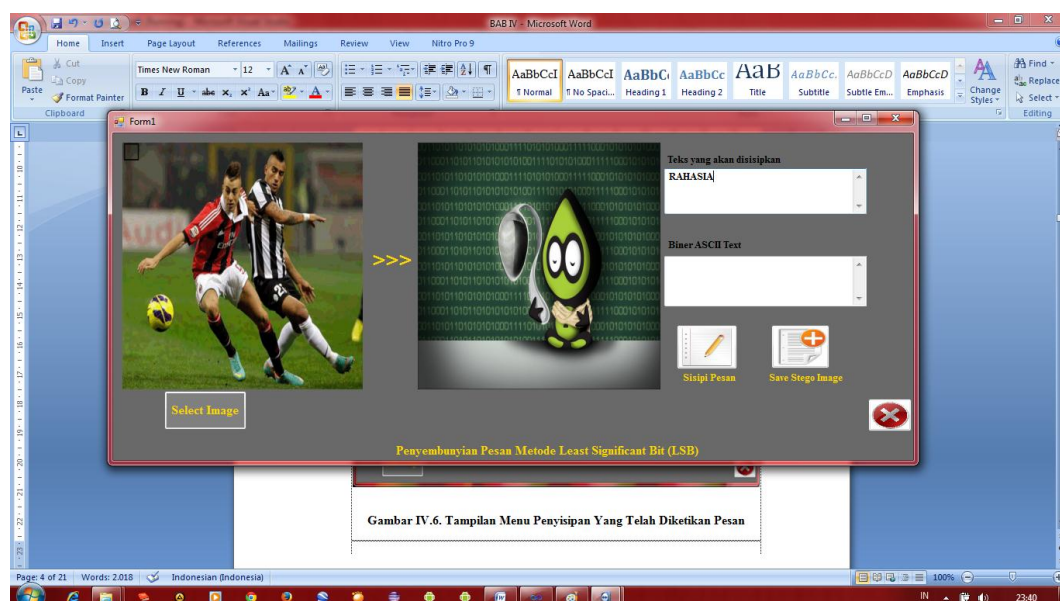 BAB IV - Microsoft Word
Home Insert Page Layout References Mailings Review View Nitro Pro 9
Paste
Cut
Copy
Format Painter
Clipboard
Times New Roman 12
AaBbCcI AaBbCcI AaBbC AaBbCc AaB AaBbCc. AaBbCcD AaBbCcD
¶ Normal ¶ No Spaci... Heading 1 Heading 2 Title Subtitle Subtle Em... Emphasis
Change Styles
Find
Replace
Select
Editing
Form1
Teks yang akan disisipkan
RAHASIA
>>>
Biner ASCII Text
Sisipi Pesan Save Stego Image
Select Image
Penyembunyian Pesan Metode Least Significant Bit (LSB)
Gambar IV.6. Tampilan Menu Penyisipan Yang Telah Diketikan Pesan
Page: 4 of 21 Words: 2.018 Indonesian (Indonesia) 100%
IN 23:40